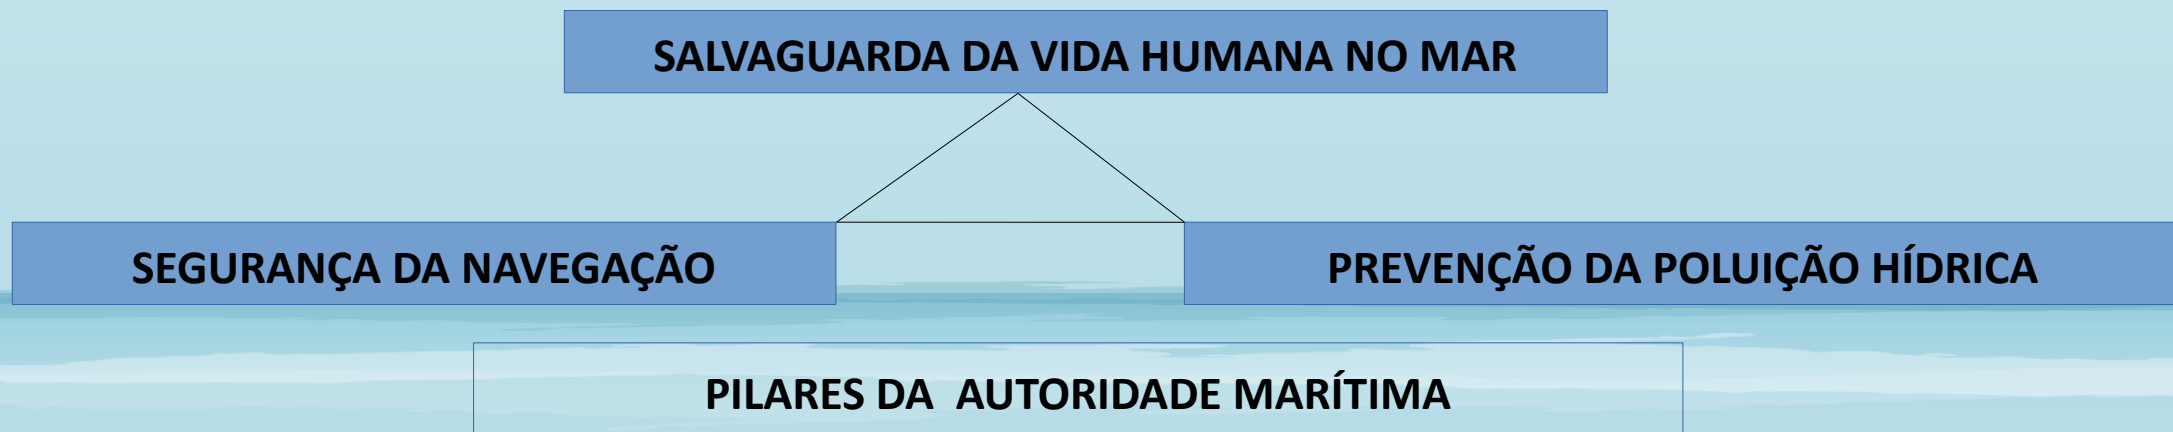 SALVAGUARDA DA VIDA HUMANA NO MAR
SEGURANÇA DA NAVEGAÇÃO
PREVENÇÃO DA POLUIÇÃO HÍDRICA
PILARES DA  AUTORIDADE MARÍTIMA